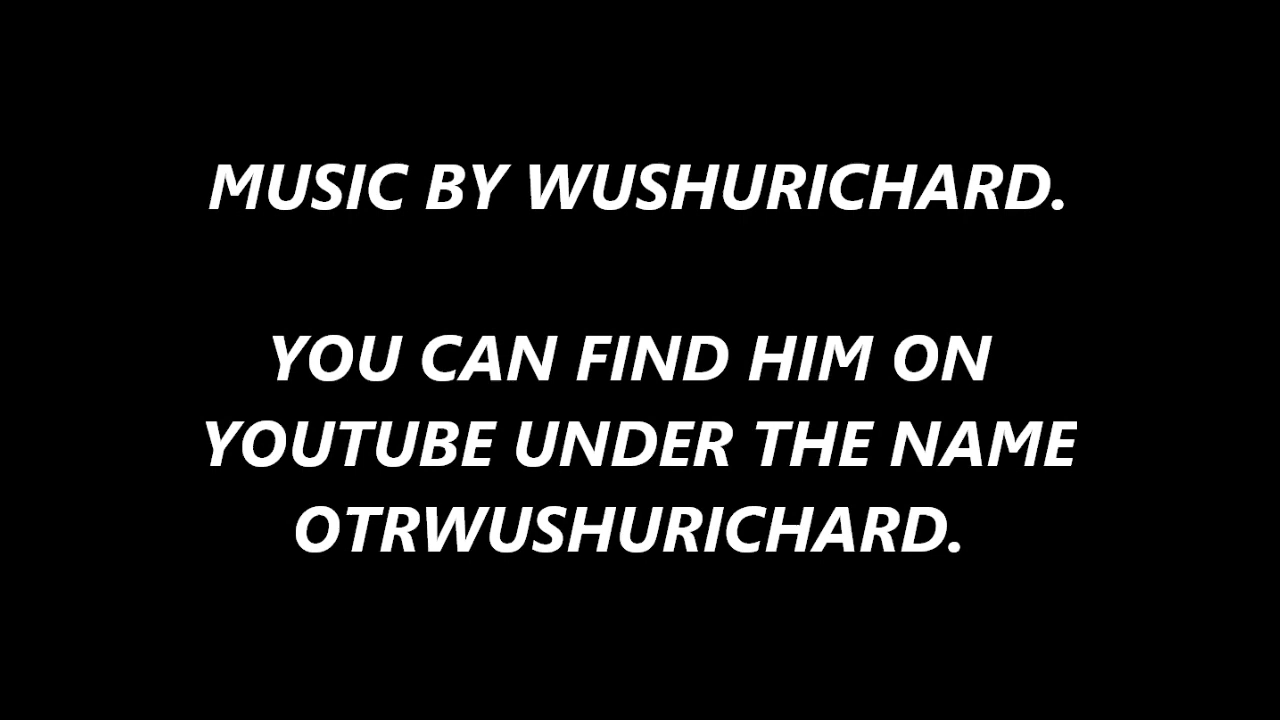 MUSIC BY WUSHURICHARD.
YOU CAN FIND HIM ON
YOUTUBE UNDER THE NAME
OTRWUSHURICHARD.